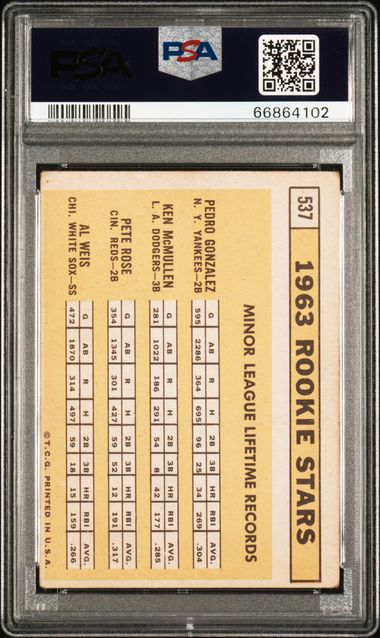 PSA
PSA
66864102
537
1963 ROOKIE STARS
MINOR LEAGUE LIFETIME RECORDS
PEDRO GONZALEZ
N. Y. YANKEES—2B
G AB R H 2B 3B HR RBI AVG.
595 2286 364 695 96 25 34 269 .304
KEN McMULLEN
L. A. DODGERS—3B
G AB R H 2B 3B HR RBI AVG.
281 1022 186 291 54 8 42 177 .285
PETE ROSE
CIN. REDS—2B
G AB R H 2B 3B HR RBI AVG.
354 1345 301 427 59 52 12 191 .317
AL WEIS
CHI. WHITE SOX—SS
G AB R H 2B 3B HR RBI AVG.
472 1870 314 497 59 18 15 159 .266
© T.C.G. PRINTED IN U.S.A.